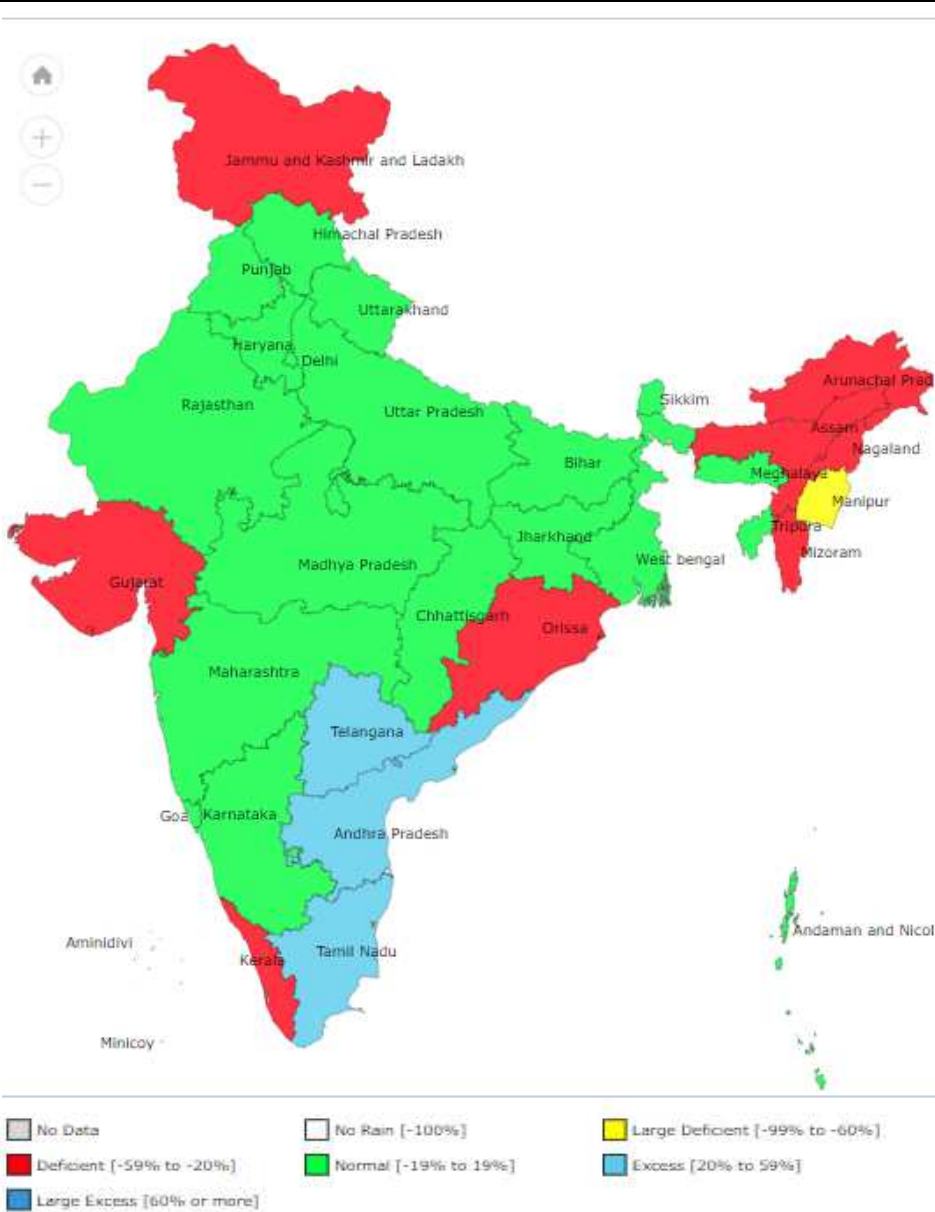 Jammu and Kashmir and Ladakh
Himachal Pradesh
Punjab
Uttarakhand
Haryana
Delhi
Arunachal Prad
Sikkim
Rajasthan
Uttar Pradesh
Assam
Nagaland
Bihar
Meghalaya
Manipur
Tripura
Jharkhand
Mizoram
West bengal
Madhya Pradesh
Gujarat
Chhattisgarh
Orissa
Maharashtra
Telangana
Goa
Karnataka
Andhra Pradesh
Andaman and Nicol
Aminidivi
Tamil Nadu
Kerala
Minicoy
No Data
No Rain [-100%]
Large Deficient [-99% to -60%]
Deficient [-59% to -20%]
Normal [-19% to 19%]
Excess [20% to 59%]
Large Excess [60% or more]